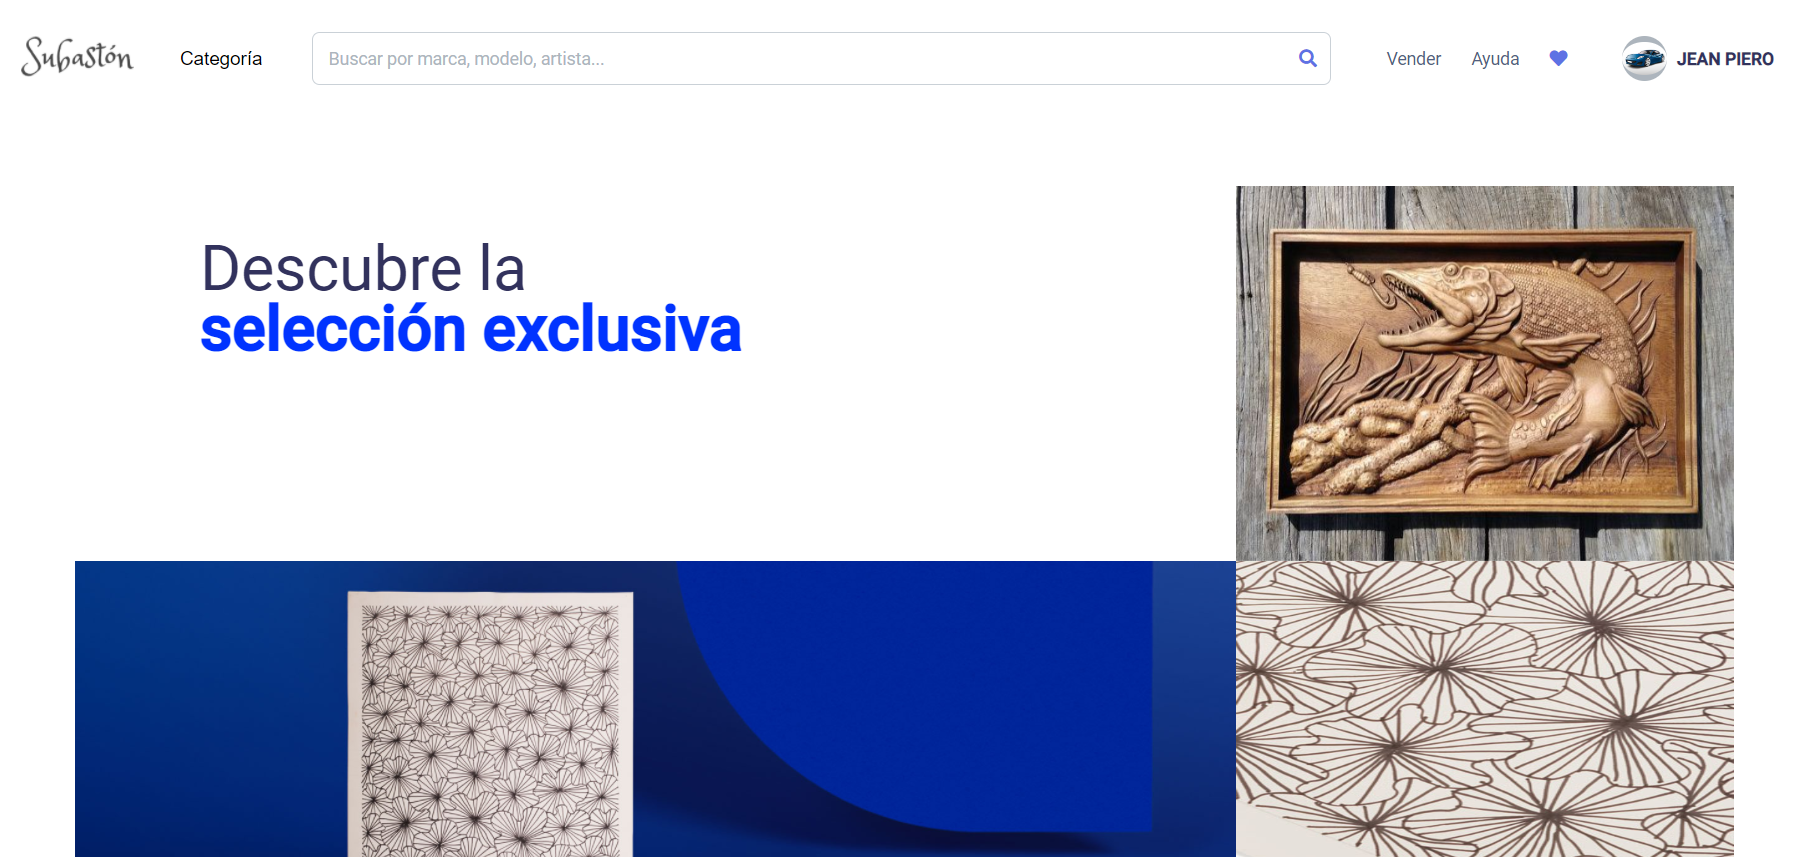 Subastón
Categoría
Buscar por marca, modelo, artista...
Vender
Ayuda
JEAN PIERO
Descubre la
selección exclusiva